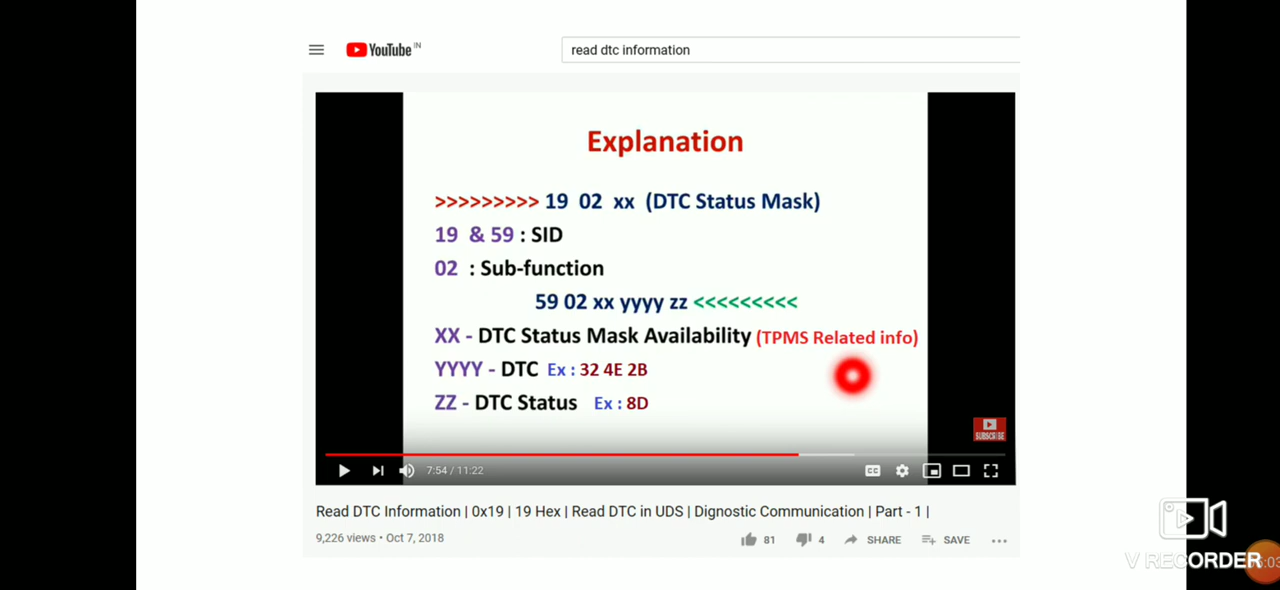 YouTube IN
read dtc information
Explanation
>>>>>>>>> 19 02 xx (DTC Status Mask)
19 & 59 : SID
02 : Sub-function
59 02 xx yyyy zz <<<<<<<<<
XX - DTC Status Mask Availability (TPMS Related info)
YYYY - DTC Ex : 32 4E 2B
ZZ - DTC Status Ex : 8D
SUBSCRIBE
7:54 / 11:22
CC
Read DTC Information | 0x19 | 19 Hex | Read DTC in UDS | Dignostic Communication | Part - 1 |
9,226 views • Oct 7, 2018
81 4 SHARE SAVE
V RECORDER